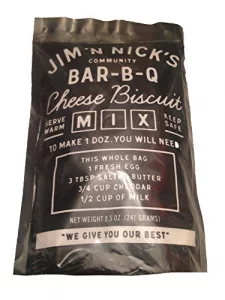 JIM 'N NICK'S
COMMUNITY
BAR-B-Q
Cheese Biscuit
SERVE WARM
MIX
KEEP SAFE
TO MAKE 1 DOZ. YOU WILL NEED
THIS WHOLE BAG
1 FRESH EGG
3 TBSP SALTED BUTTER
3/4 CUP CHEDDAR
1/2 CUP OF MILK
NET WEIGHT 8.5 OZ. (241 GRAMS)
"WE GIVE YOU OUR BEST"